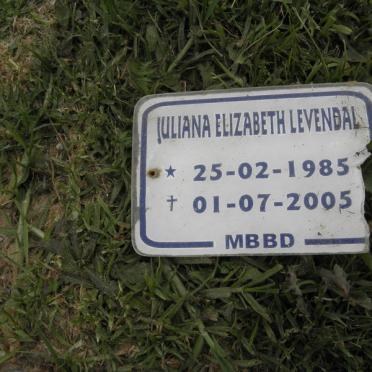 JULIANA ELIZABETH LEVENDAL
★ 25-02-1985
† 01-07-2005
MBBD